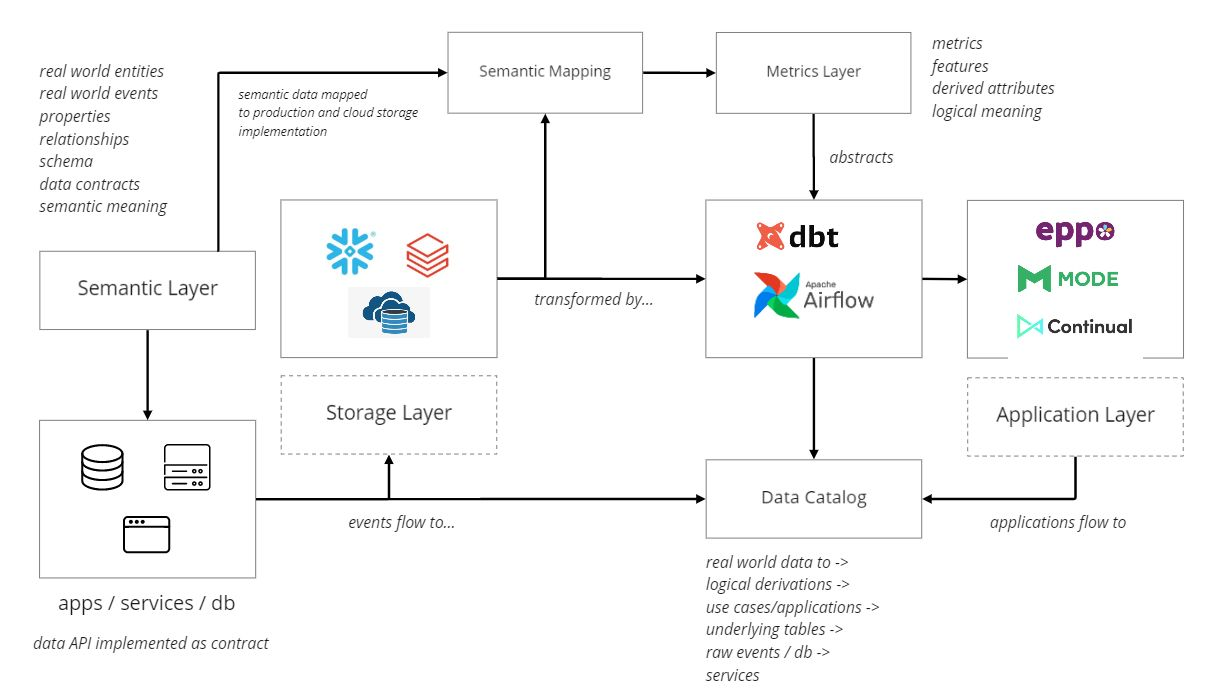 real world entities
real world events
properties
relationships
schema
data contracts
semantic meaning
semantic data mapped
to production and cloud storage
implementation
Semantic Mapping
Metrics Layer
metrics
features
derived attributes
logical meaning
abstracts
Semantic Layer
®
transformed by...
dbt
Apache
Airflow
eppo
MODE
Continual
Storage Layer
Application Layer
events flow to...
Data Catalog
applications flow to
apps / services / db
data API implemented as contract
real world data to ->
logical derivations ->
use cases/applications ->
underlying tables ->
raw events / db ->
services